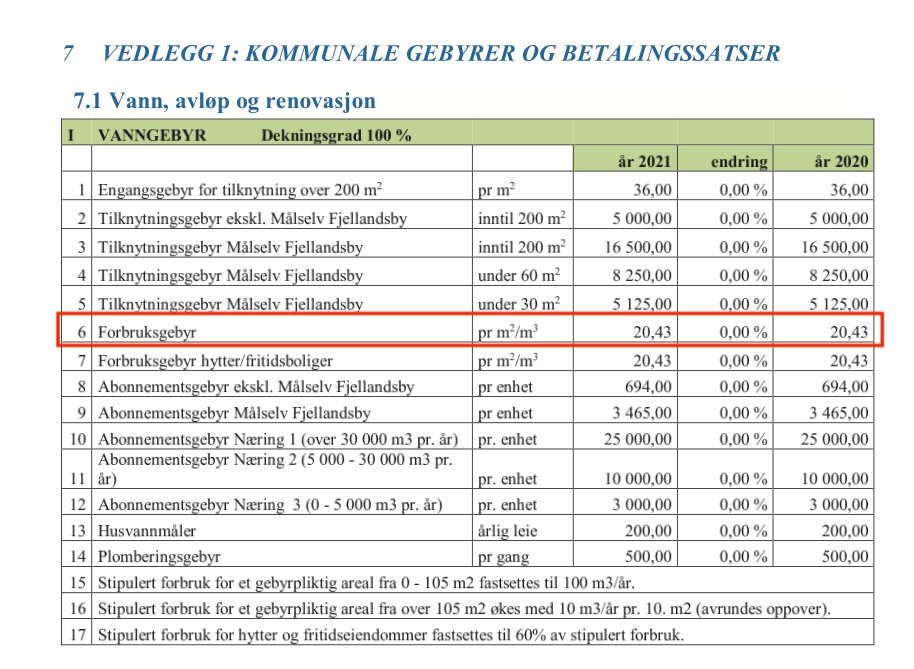 7 VEDLEGG 1: KOMMUNALE GEBYRER OG BETALINGSSATSER
7.1 Vann, avløp og renovasjon
I VANNGEBYR Dekningsgrad 100 %
år 2021 endring år 2020
1 Engangsgebyr for tilknytning over 200 m² pr m² 36,00 0,00 % 36,00
2 Tilknytningsgebyr ekskl. Målselv Fjellandsby inntil 200 m² 5 000,00 0,00 % 5 000,00
3 Tilknytningsgebyr Målselv Fjellandsby inntil 200 m² 16 500,00 0,00 % 16 500,00
4 Tilknytningsgebyr Målselv Fjellandsby under 60 m² 8 250,00 0,00 % 8 250,00
5 Tilknytningsgebyr Målselv Fjellandsby under 30 m² 5 125,00 0,00 % 5 125,00
6 Forbruksgebyr pr m²/m³ 20,43 0,00 % 20,43
7 Forbruksgebyr hytter/fritidsboliger pr m²/m³ 20,43 0,00 % 20,43
8 Abonnementsgebyr ekskl. Målselv Fjellandsby pr enhet 694,00 0,00 % 694,00
9 Abonnementsgebyr Målselv Fjellandsby pr enhet 3 465,00 0,00 % 3 465,00
10 Abonnementsgebyr Næring 1 (over 30 000 m3 pr. år) pr. enhet 25 000,00 0,00 % 25 000,00
Abonnementsgebyr Næring 2 (5 000 - 30 000 m3 pr.
11 år) pr. enhet 10 000,00 0,00 % 10 000,00
12 Abonnementsgebyr Næring 3 (0 - 5 000 m3 pr. år) pr. enhet 3 000,00 0,00 % 3 000,00
13 Husvannmåler årlig leie 200,00 0,00 % 200,00
14 Plomberingsgebyr pr gang 500,00 0,00 % 500,00
15 Stipulert forbruk for et gebyrpliktig areal fra 0 - 105 m2 fastsettes til 100 m3/år.
16 Stipulert forbruk for et gebyrpliktig areal fra over 105 m2 økes med 10 m3/år pr. 10. m2 (avrundes oppover).
17 Stipulert forbruk for hytter og fritidseiendommer fastsettes til 60% av stipulert forbruk.